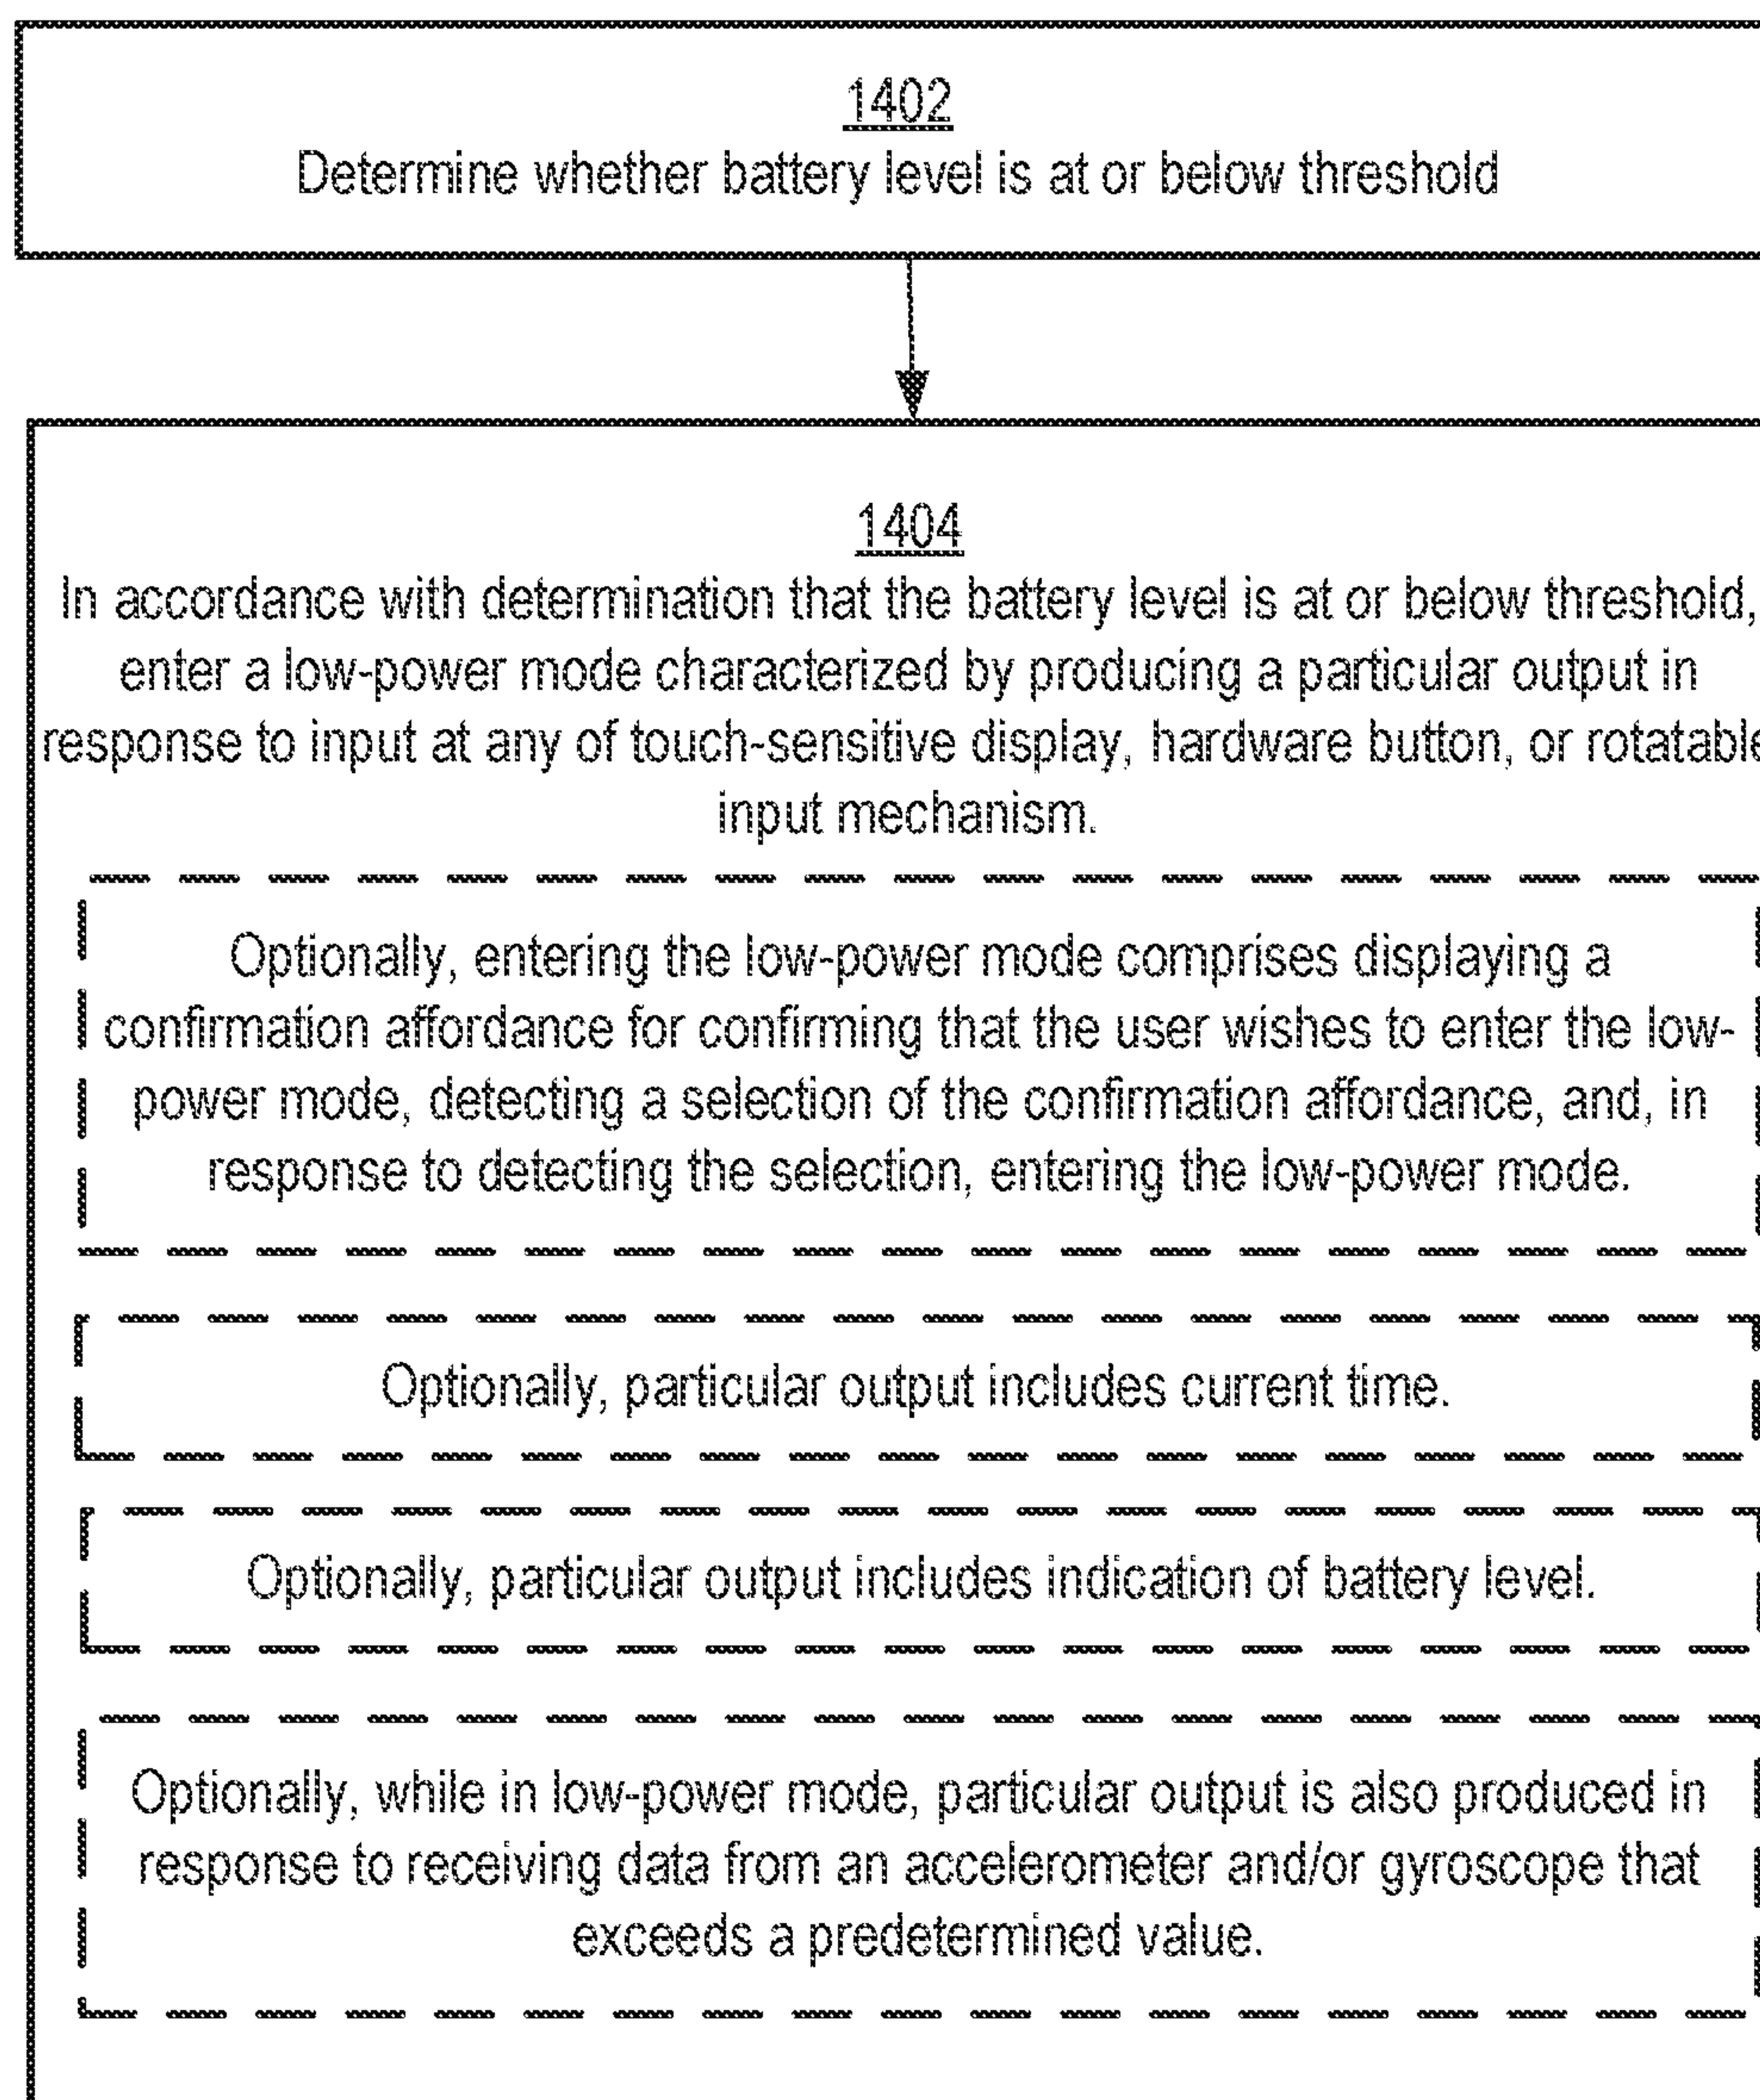 1402
Determine whether battery level is at or below threshold
1404
In accordance with determination that the battery level is at or below threshold,
enter a low-power mode characterized by producing a particular output in
response to input at any of touch-sensitive display, hardware button, or rotatable
input mechanism.
Optionally, entering the low-power mode comprises displaying a
confirmation affordance for confirming that the user wishes to enter the low-
power mode, detecting a selection of the confirmation affordance, and, in
response to detecting the selection, entering the low-power mode.
Optionally, particular output includes current time.
Optionally, particular output includes indication of battery level.
Optionally, while in low-power mode, particular output is also produced in
response to receiving data from an accelerometer and/or gyroscope that
exceeds a predetermined value.